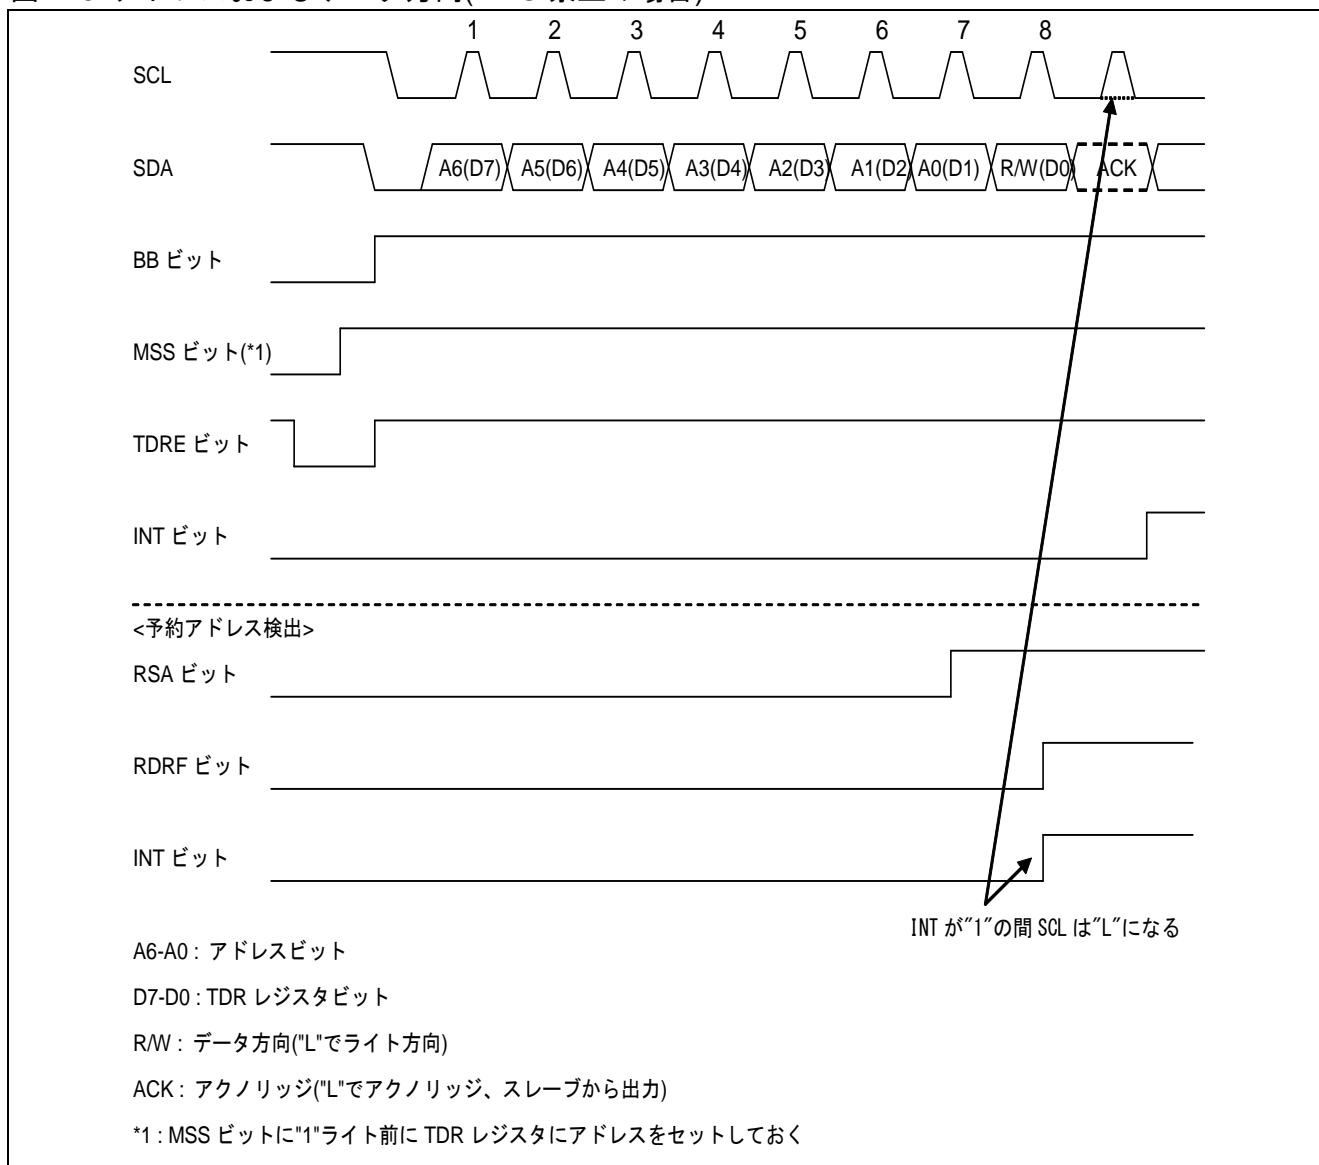 1 2 3 4 5 6 7 8
SCL
SDA
A6(D7) A5(D6) A4(D5) A3(D4) A2(D3) A1(D2) A0(D1) R/W(D0) ACK
BB ビット
MSS ビット(*1)
TDRE ビット
INT ビット
<予約アドレス検出>
RSA ビット
RDRF ビット
INT ビット
INT が"1"の間 SCL は"L"になる
A6-A0 : アドレスビット
D7-D0 : TDR レジスタビット
R/W : データ方向("L"でライト方向)
ACK : アクノリッジ("L"でアクノリッジ、スレーブから出力)
*1 : MSS ビットに"1"ライト前に TDR レジスタにアドレスをセットしておく